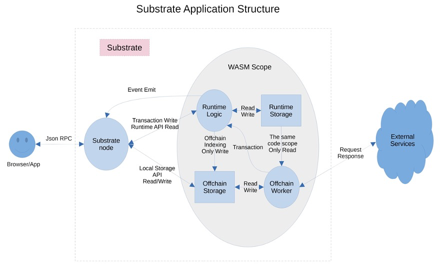 Substrate Application Structure
Substrate
WASM Scope
Event Emit
Runtime
Logic
Read
Write
Runtime
Storage
Transaction Write
Runtime API Read
Json RPC
Browser/App
Substrate
node
Offchain
Indexing
Only Write
Transaction
The same
code scope
Only Read
External
Services
Request
Response
Local Storage
API
Read/Write
Offchain
Storage
Read
Write
Offchain
Worker